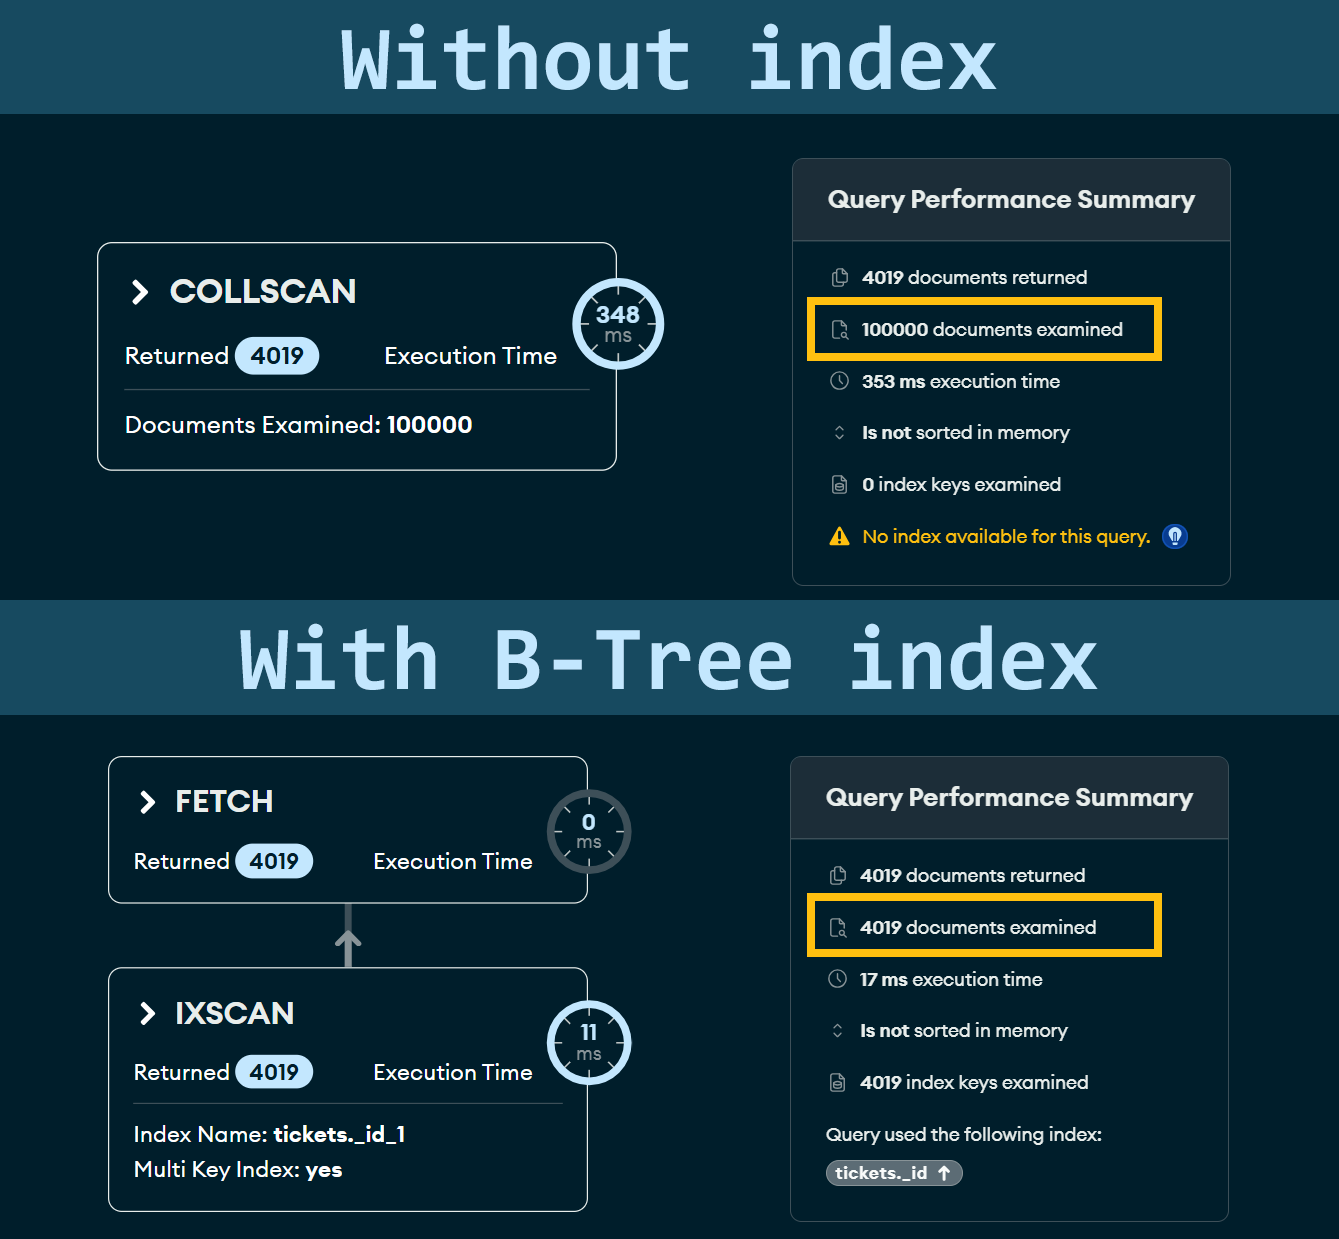 Without index
COLLSCAN
Returned 4019 Execution Time
348
ms
Documents Examined: 100000
Query Performance Summary
4019 documents returned
100000 documents examined
353 ms execution time
Is not sorted in memory
0 index keys examined
No index available for this query.
With B-Tree index
FETCH
Returned 4019 Execution Time
0
ms
IXSCAN
Returned 4019 Execution Time
11
ms
Index Name: tickets._id_1
Multi Key Index: yes
Query Performance Summary
4019 documents returned
4019 documents examined
17 ms execution time
Is not sorted in memory
4019 index keys examined
Query used the following index:
tickets._id ↑